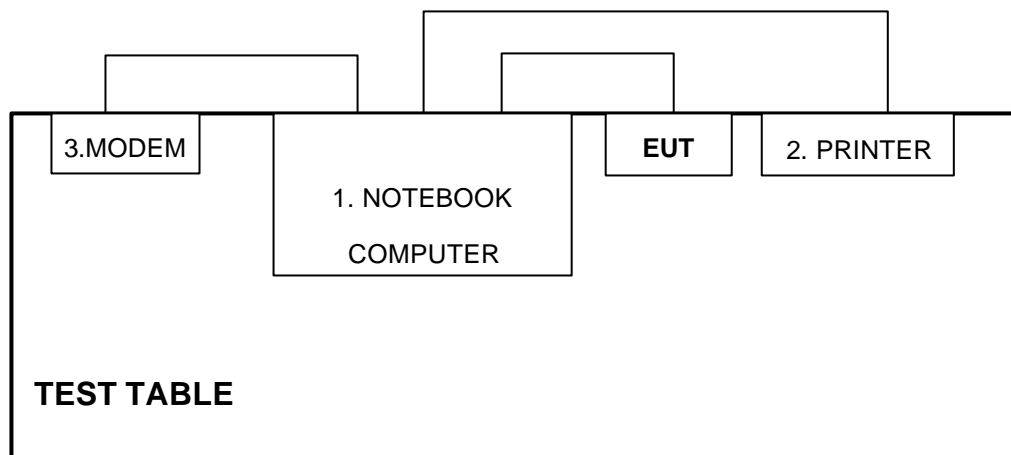 3.MODEM
1. NOTEBOOK
COMPUTER
EUT
2. PRINTER
TEST TABLE